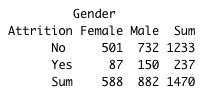 Gender
Attrition Female Male Sum
No 501 732 1233
Yes 87 150 237
Sum 588 882 1470